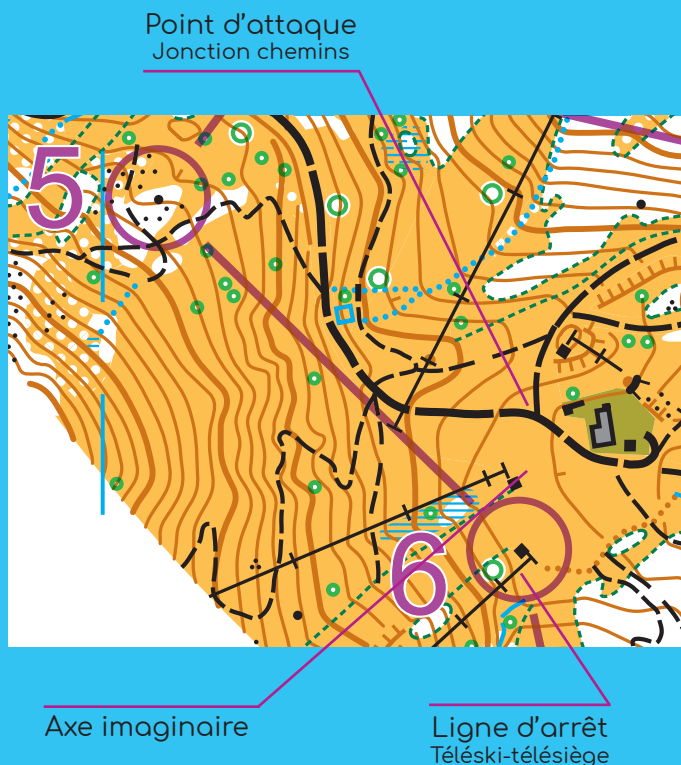 Point d'attaque
Jonction chemins
5
6
Axe imaginaire
Ligne d'arrêt
Téléski-télésiège